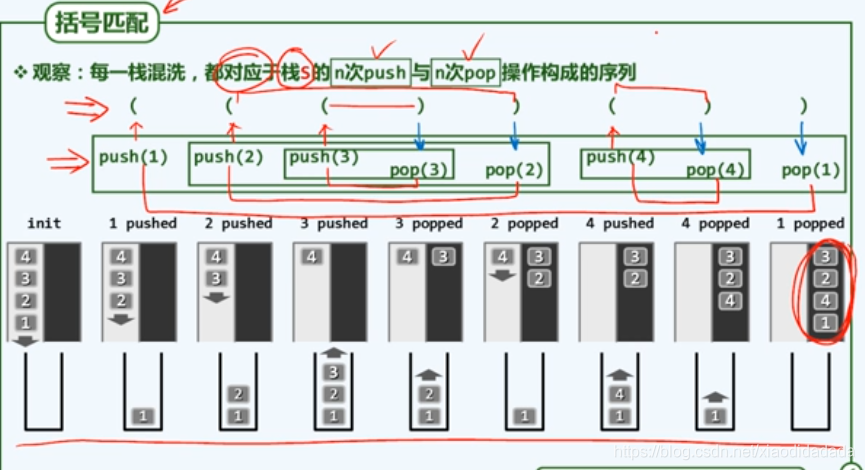 括号匹配
❖ 观察：每一栈混洗，都对应于栈S的n次push与n次pop操作构成的序列
( ( ( ) ) ( ) )
push(1) push(2) push(3) pop(3) pop(2) push(4) pop(4) pop(1)
init 1 pushed 2 pushed 3 pushed 3 popped 2 popped 4 pushed 4 popped 1 popped
4 4 4 4 4 3 4 3 3 3 3
3 3 3 2 2 2 2
2 2 4 4
1 1
3
2 2 2 4
1 1 1 1 1 1 1
https://blog.csdn.net/xiaodidadada